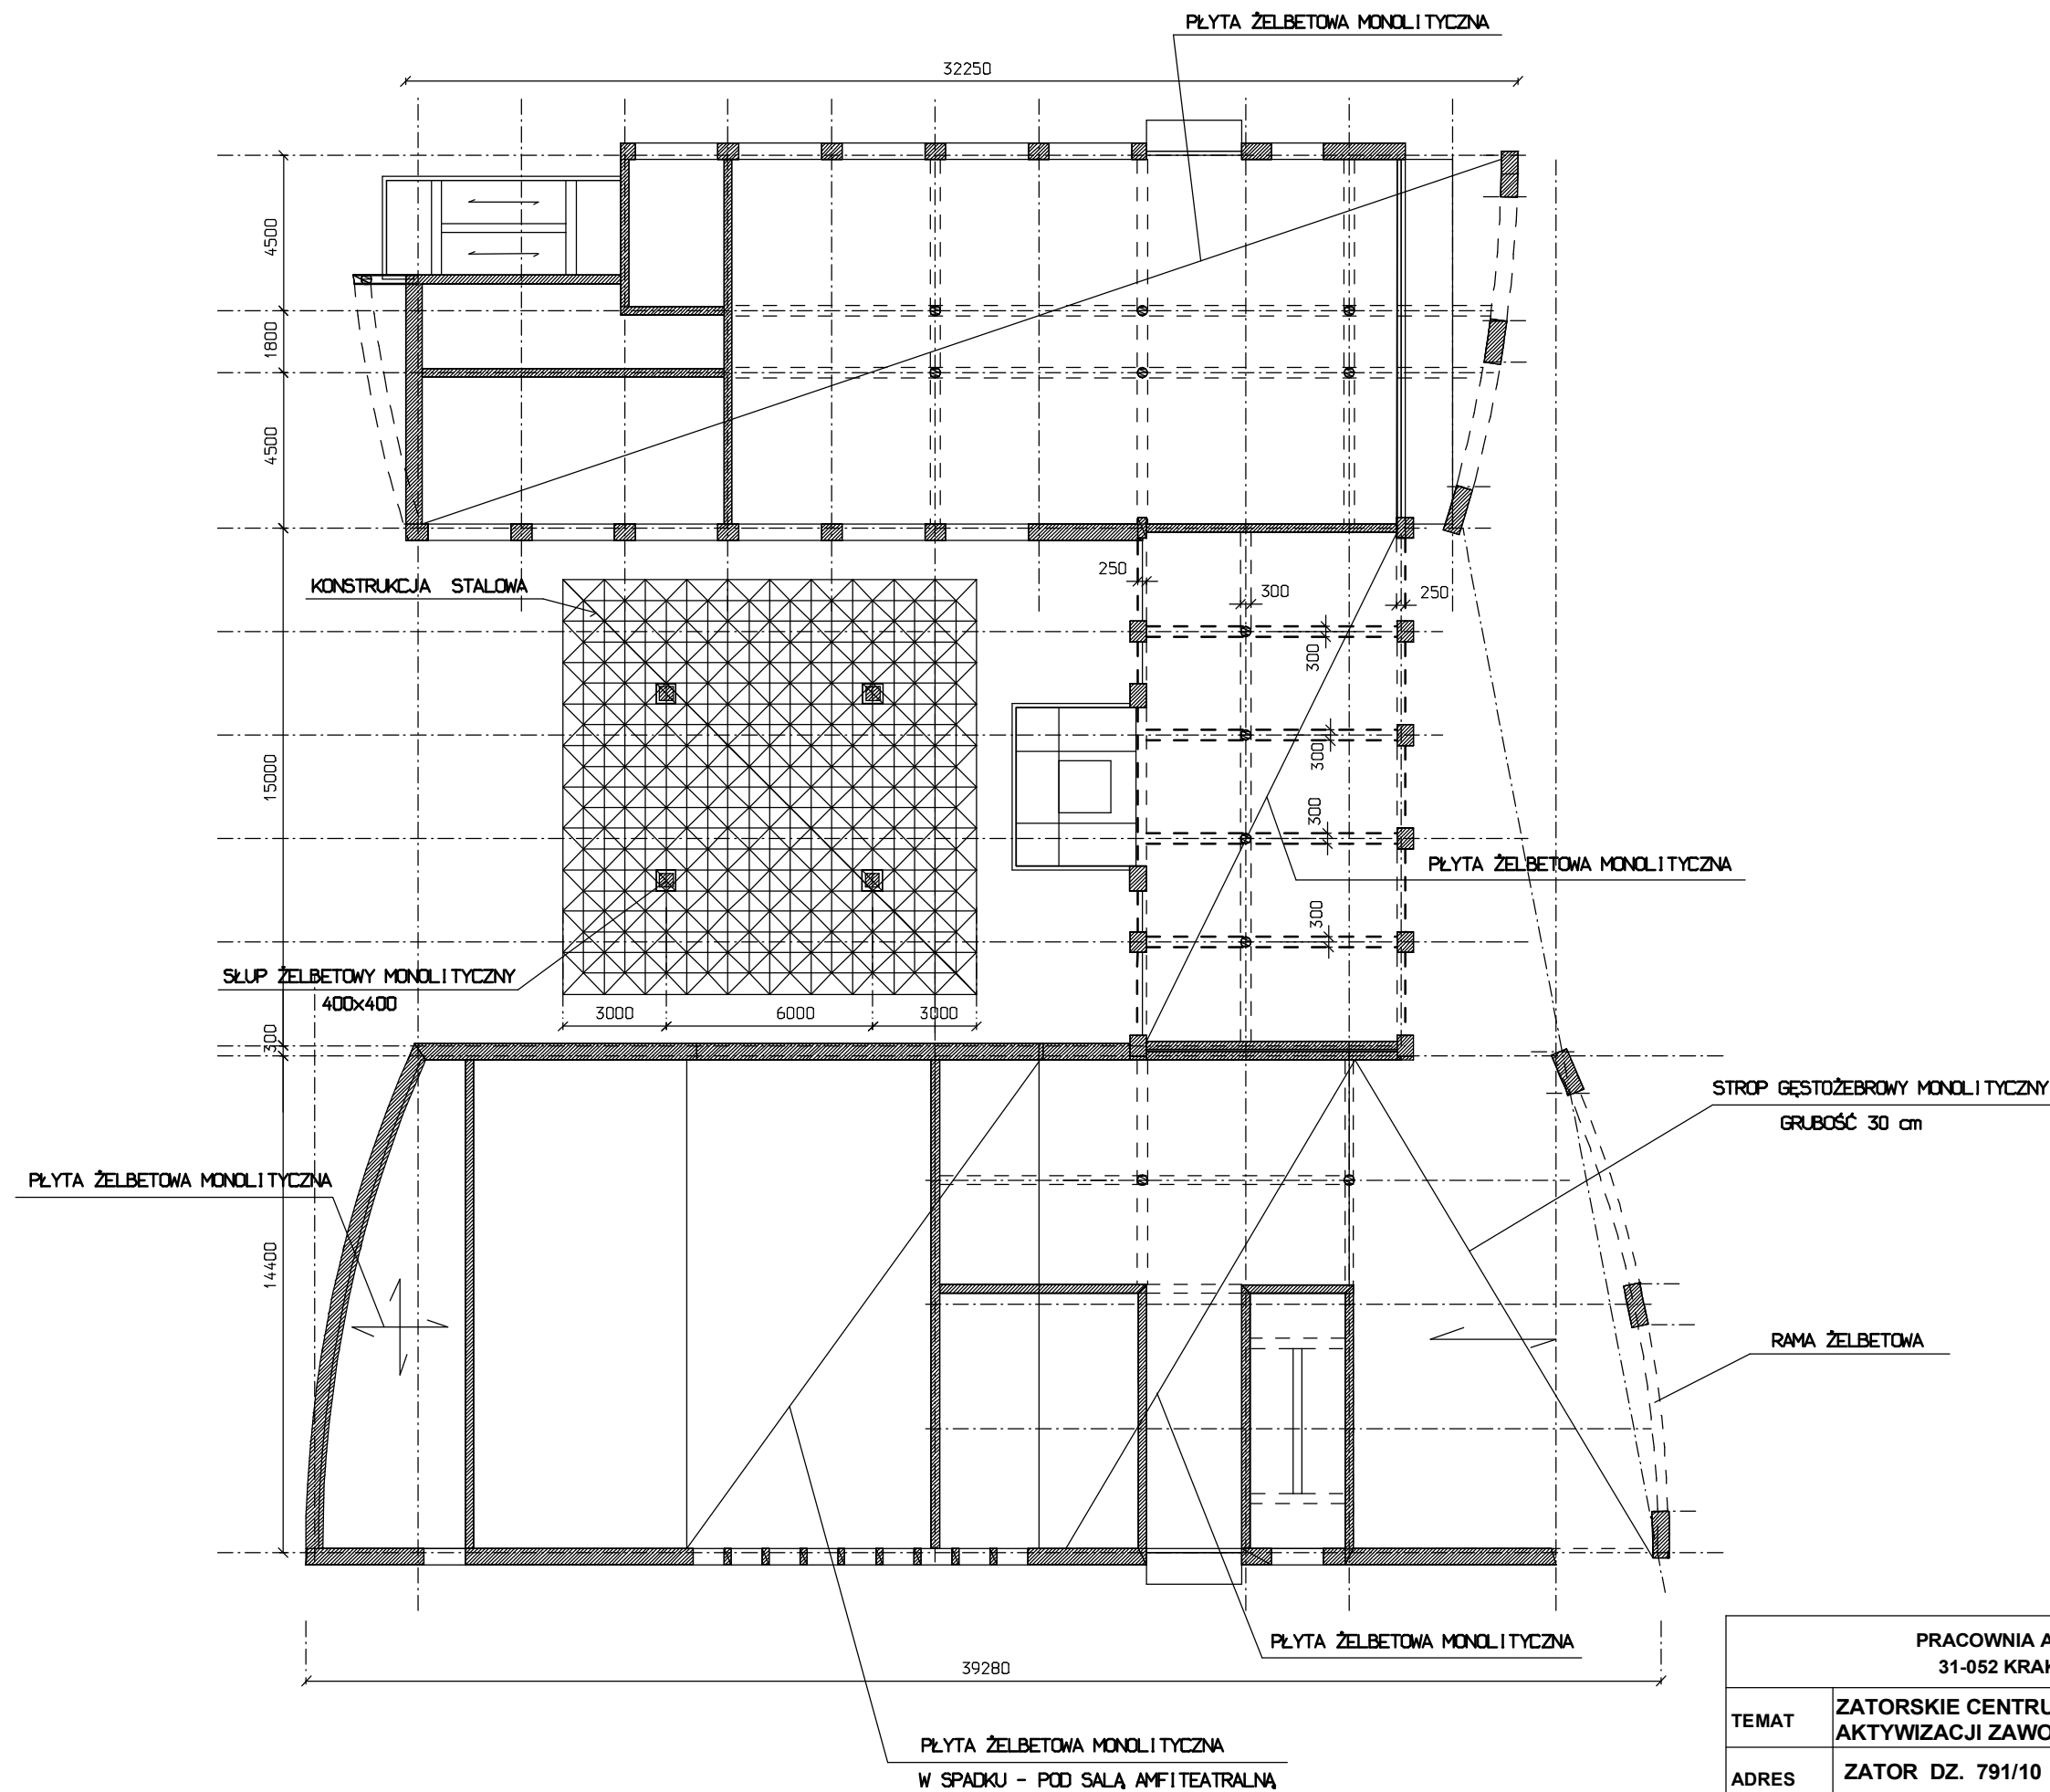 PŁYTA ŻELBETOWA MONOLITYCZNA
32250
4500
1800
4500
KONSTRUKCJA STALOWA
250
300
250
300
300
15000
300
PŁYTA ŻELBETOWA MONOLITYCZNA
300
SŁUP ŻELBETOWY MONOLITYCZNY
400x400
3000
6000
3000
300
STROP GĘSTOŻEBROWY MONOLITYCZNY
GRUBOŚĆ 30 cm
PŁYTA ŻELBETOWA MONOLITYCZNA
14400
RAMA ŻELBETOWA
PŁYTA ŻELBETOWA MONOLITYCZNA
39280
PŁYTA ŻELBETOWA MONOLITYCZNA
W SPADKU - POD SALĄ AMFITEATRALNĄ
PRACOWNIA A
31-052 KRA
TEMAT
ZATORSKIE CENTRU
AKTYWIZACJI ZAWO
ADRES
ZATOR DZ. 791/10